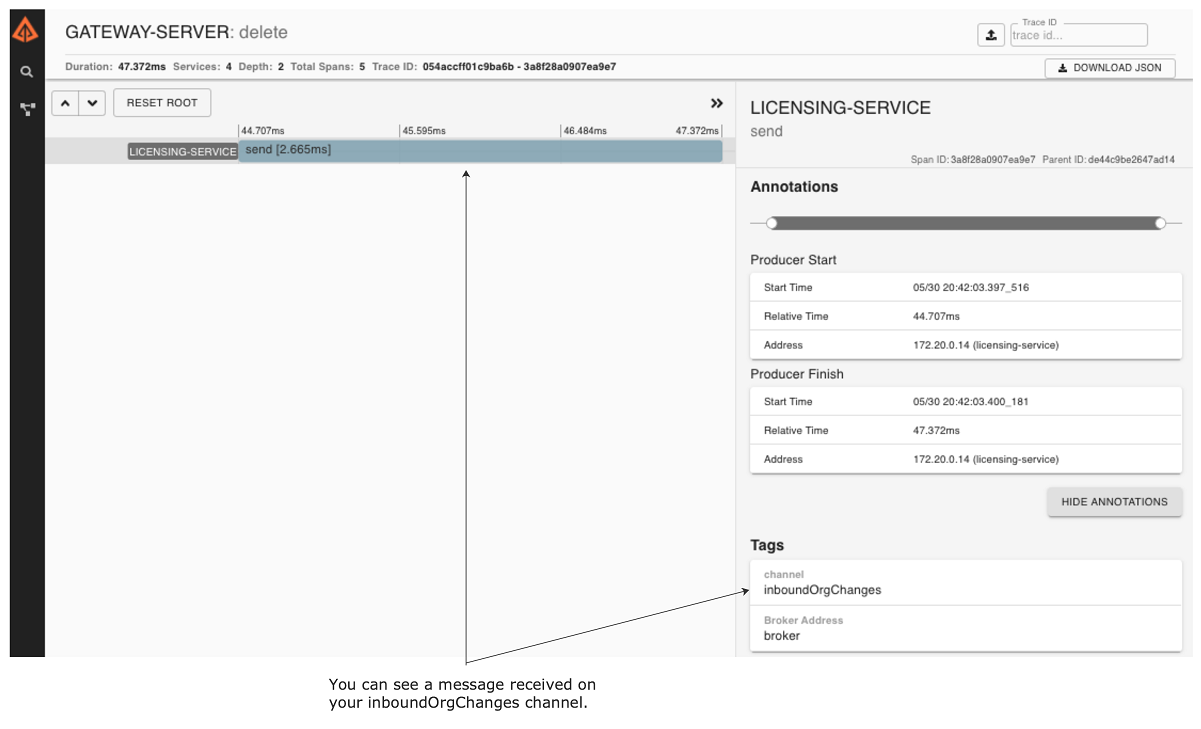 GATEWAY-SERVER: delete
Trace ID
trace id...
Duration: 47.372ms Services: 4 Depth: 2 Total Spans: 5 Trace ID: 054accff01c9ba6b - 3a8f28a0907ea9e7
DOWNLOAD JSON
RESET ROOT
44.707ms 45.595ms 46.484ms 47.372ms
LICENSING-SERVICE send [2.665ms]
LICENSING-SERVICE
send
Span ID: 3a8f28a0907ea9e7 Parent ID: de44c9be2647ad14
Annotations
Producer Start
Start Time 05/30 20:42:03.397_516
Relative Time 44.707ms
Address 172.20.0.14 (licensing-service)
Producer Finish
Start Time 05/30 20:42:03.400_181
Relative Time 47.372ms
Address 172.20.0.14 (licensing-service)
HIDE ANNOTATIONS
Tags
channel
inboundOrgChanges
Broker Address
broker
You can see a message received on
your inboundOrgChanges channel.